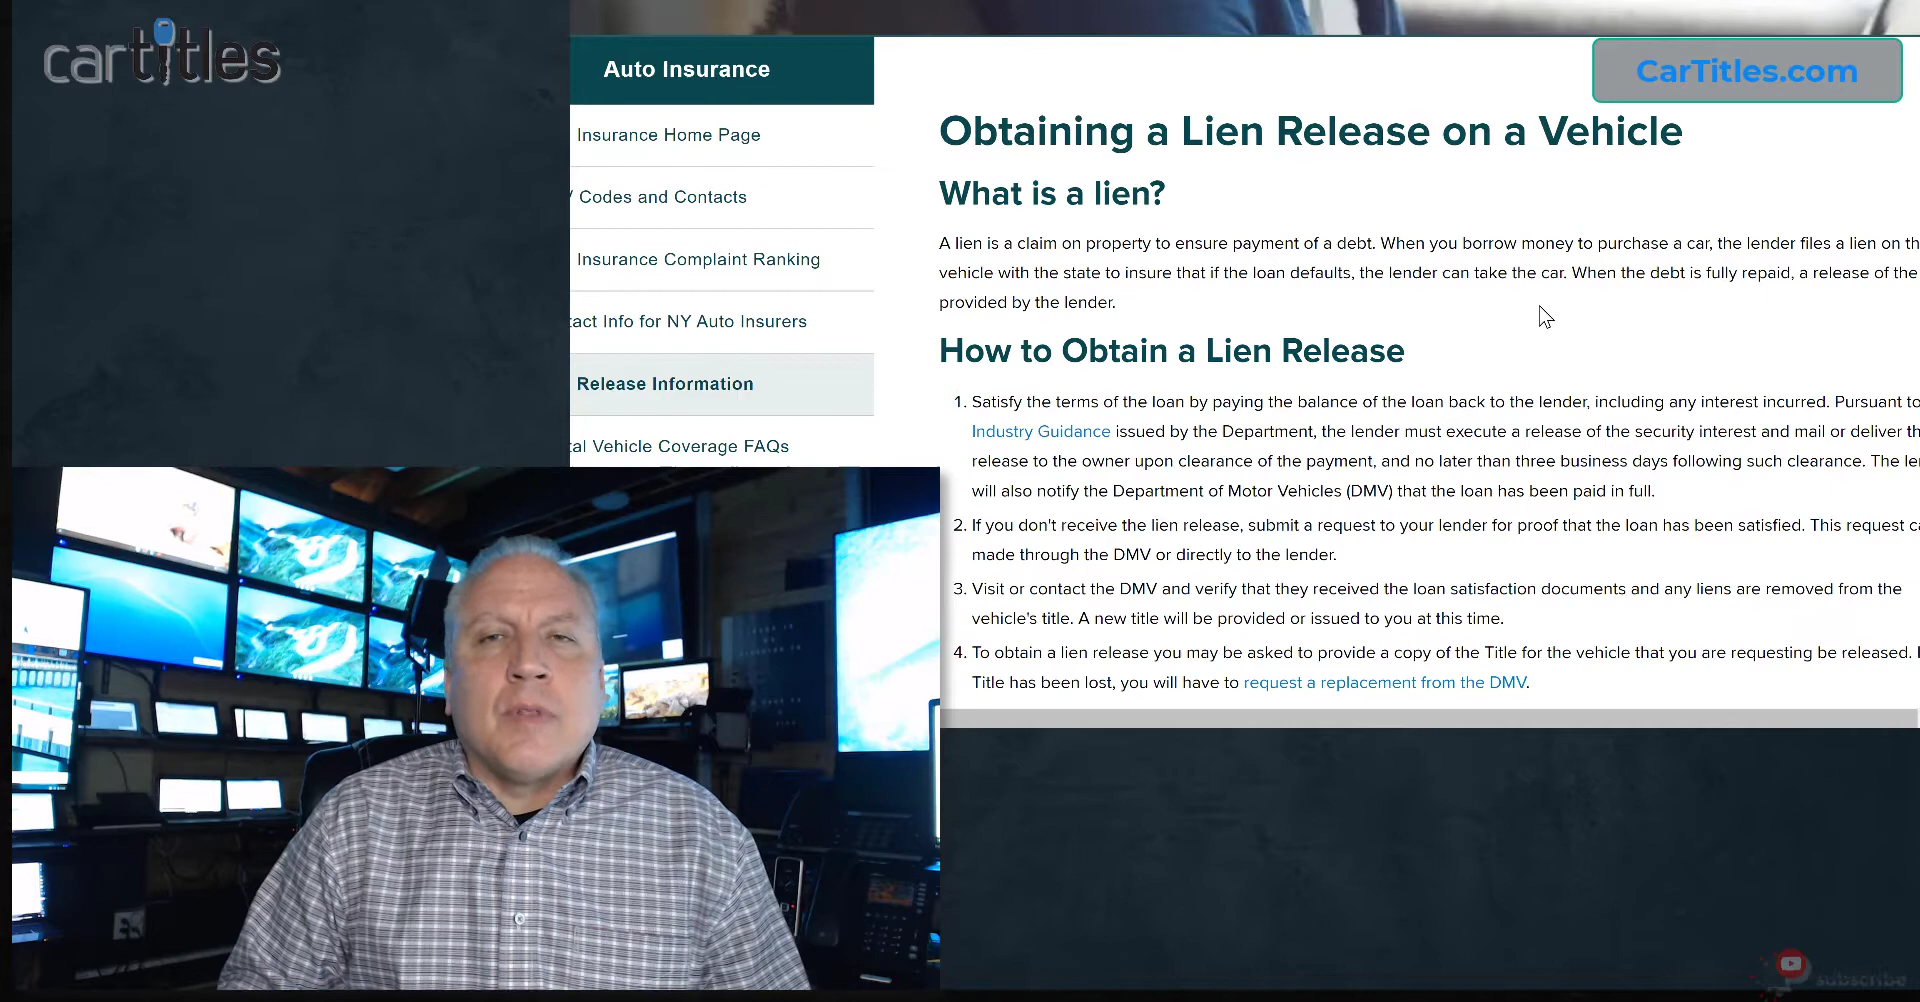 cartitles
Auto Insurance
CarTitles.com
Insurance Home Page
Codes and Contacts
Insurance Complaint Ranking
tact Info for NY Auto Insurers
Release Information
tal Vehicle Coverage FAQs
Obtaining a Lien Release on a Vehicle
What is a lien?
A lien is a claim on property to ensure payment of a debt. When you borrow money to purchase a car, the lender files a lien on th
vehicle with the state to insure that if the loan defaults, the lender can take the car. When the debt is fully repaid, a release of the
provided by the lender.
How to Obtain a Lien Release
1. Satisfy the terms of the loan by paying the balance of the loan back to the lender, including any interest incurred. Pursuant to
Industry Guidance issued by the Department, the lender must execute a release of the security interest and mail or deliver th
release to the owner upon clearance of the payment, and no later than three business days following such clearance. The le
will also notify the Department of Motor Vehicles (DMV) that the loan has been paid in full.
2. If you don't receive the lien release, submit a request to your lender for proof that the loan has been satisfied. This request ca
made through the DMV or directly to the lender.
3. Visit or contact the DMV and verify that they received the loan satisfaction documents and any liens are removed from the
vehicle's title. A new title will be provided or issued to you at this time.
4. To obtain a lien release you may be asked to provide a copy of the Title for the vehicle that you are requesting be released. I
Title has been lost, you will have to request a replacement from the DMV.
subscribe